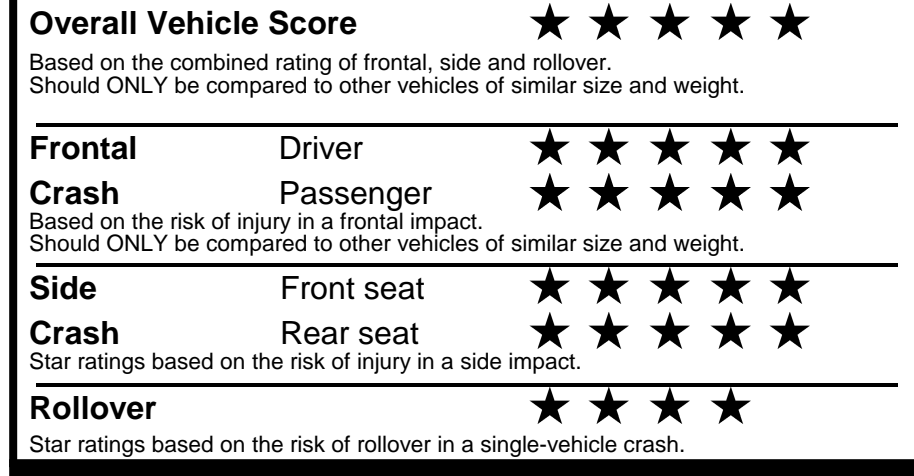 Overall Vehicle Score ★ ★ ★ ★ ★
Based on the combined rating of frontal, side and rollover.
Should ONLY be compared to other vehicles of similar size and weight.
Frontal Driver ★ ★ ★ ★ ★
Crash Passenger ★ ★ ★ ★ ★
Based on the risk of injury in a frontal impact.
Should ONLY be compared to other vehicles of similar size and weight.
Side Front seat ★ ★ ★ ★ ★
Crash Rear seat ★ ★ ★ ★ ★
Star ratings based on the risk of injury in a side impact.
Rollover ★ ★ ★ ★
Star ratings based on the risk of rollover in a single-vehicle crash.